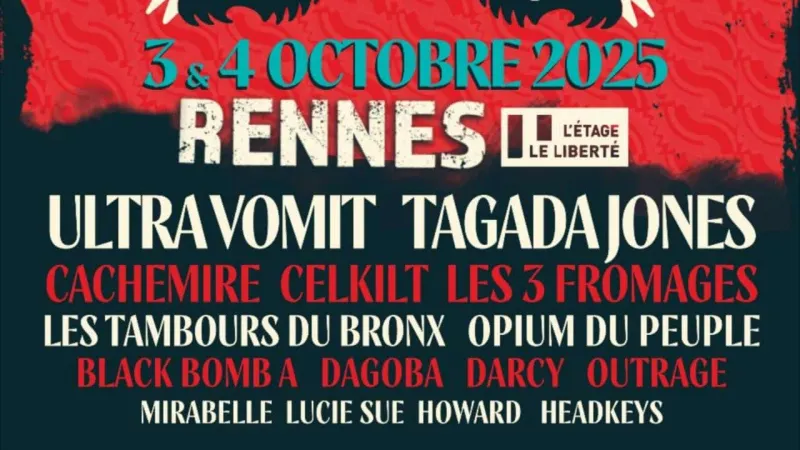 3 & 4 OCTOBRE 2025
RENNES
L'ÉTAGE
LE LIBERTÉ
ULTRA VOMIT TAGADA JONES
CACHEMIRE CELKILT LES 3 FROMAGES
LES TAMBOURS DU BRONX OPIUM DU PEUPLE
BLACK BOMB A DAGOBA DARCY OUTRAGE
MIRABELLE LUCIE SUE HOWARD HEADKEYS